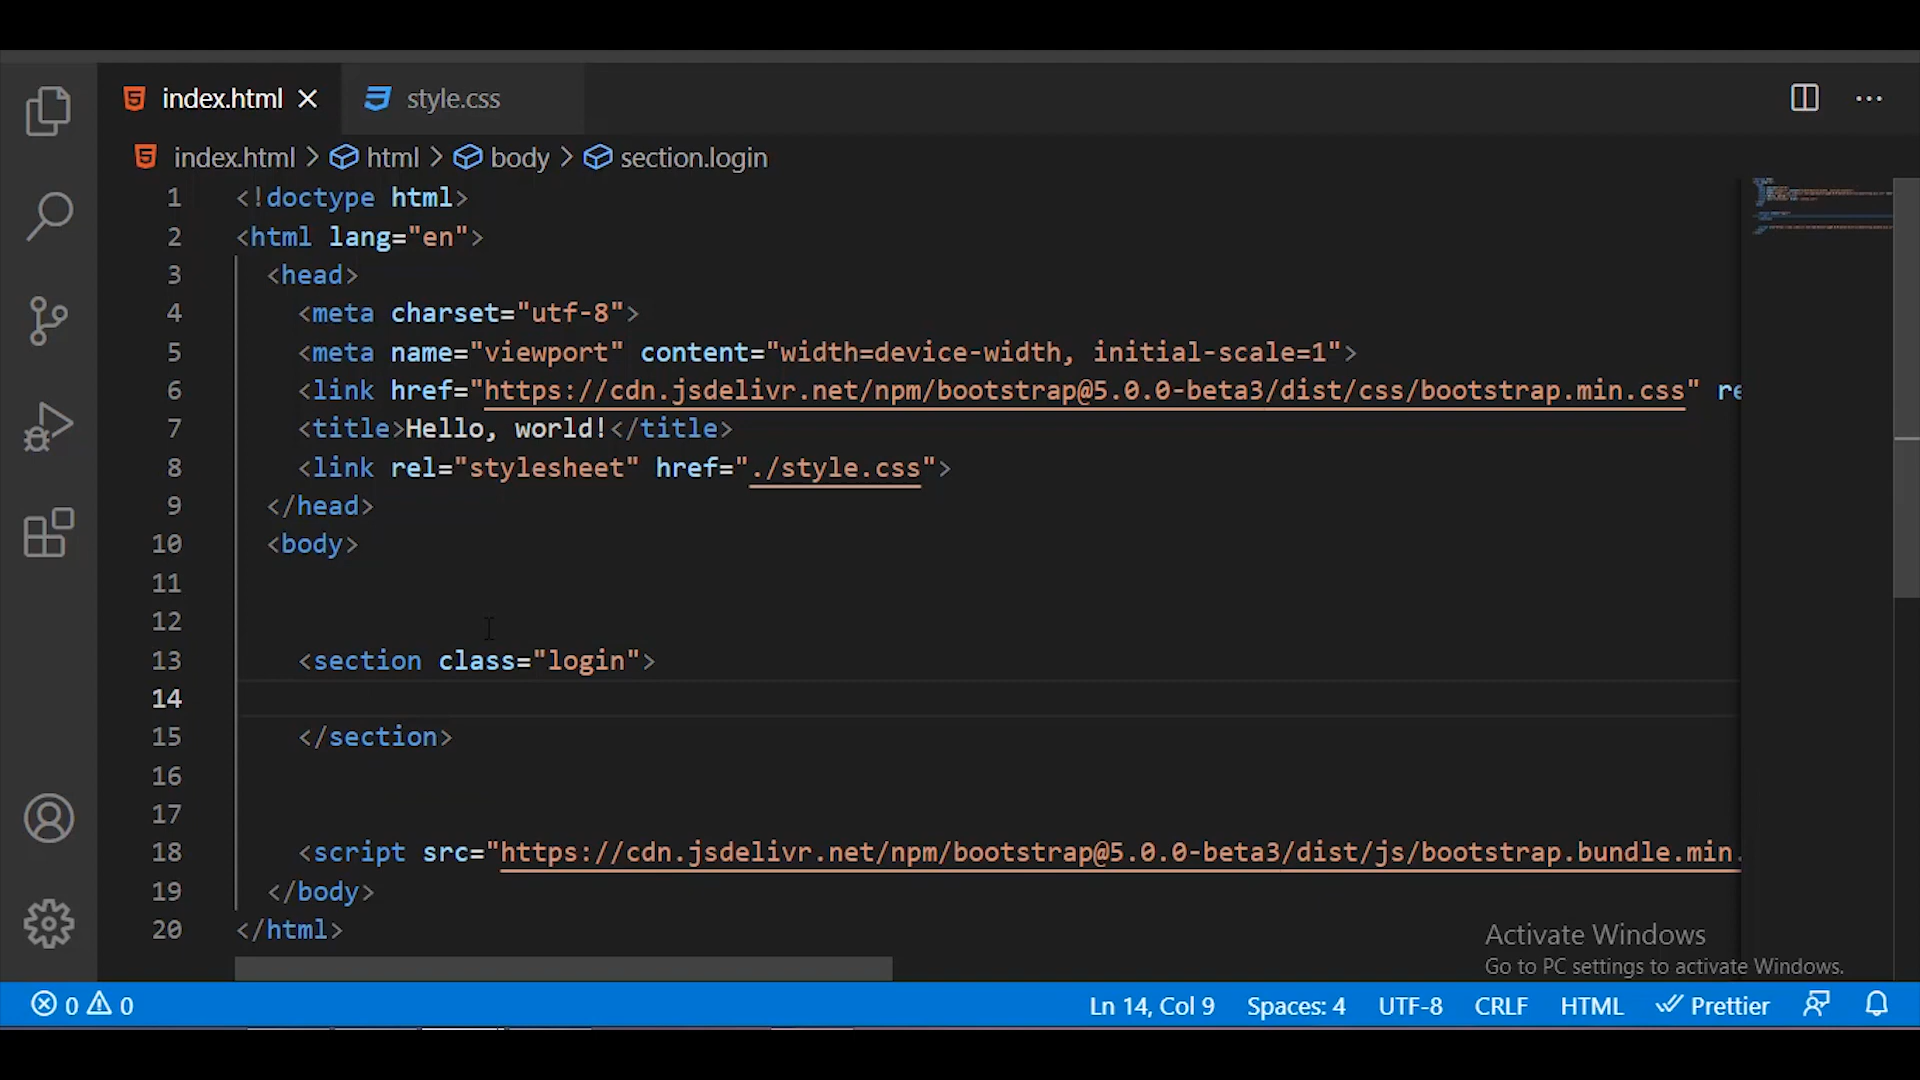 index.html
style.css
index.html > html > body > section.login
1 <!doctype html>
2 <html lang="en">
3 <head>
4 <meta charset="utf-8">
5 <meta name="viewport" content="width=device-width, initial-scale=1">
6 <link href="https://cdn.jsdelivr.net/npm/bootstrap@5.0.0-beta3/dist/css/bootstrap.min.css" re
7 <title>Hello, world!</title>
8 <link rel="stylesheet" href="./style.css">
9 </head>
10 <body>
11
12
13 <section class="login">
14
15 </section>
16
17
18 <script src="https://cdn.jsdelivr.net/npm/bootstrap@5.0.0-beta3/dist/js/bootstrap.bundle.min.
19 </body>
20 </html>
Activate Windows
Go to PC settings to activate Windows.
0 0 Ln 14, Col 9 Spaces: 4 UTF-8 CRLF HTML Prettier